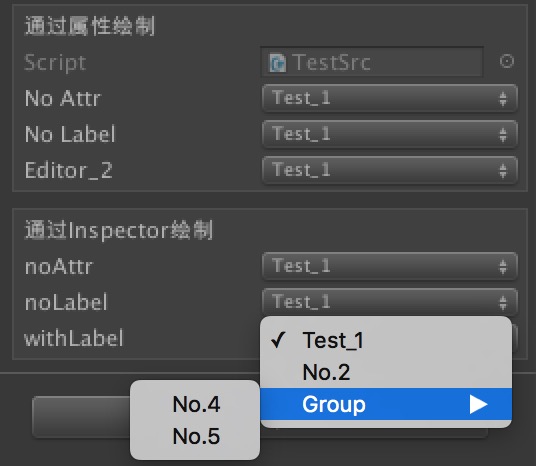 通过属性绘制
Script TestSrc
No Attr Test_1
No Label Test_1
Editor_2 Test_1
通过Inspector绘制
noAttr Test_1
noLabel Test_1
withLabel
✓ Test_1
No.2
Group
No.4
No.5